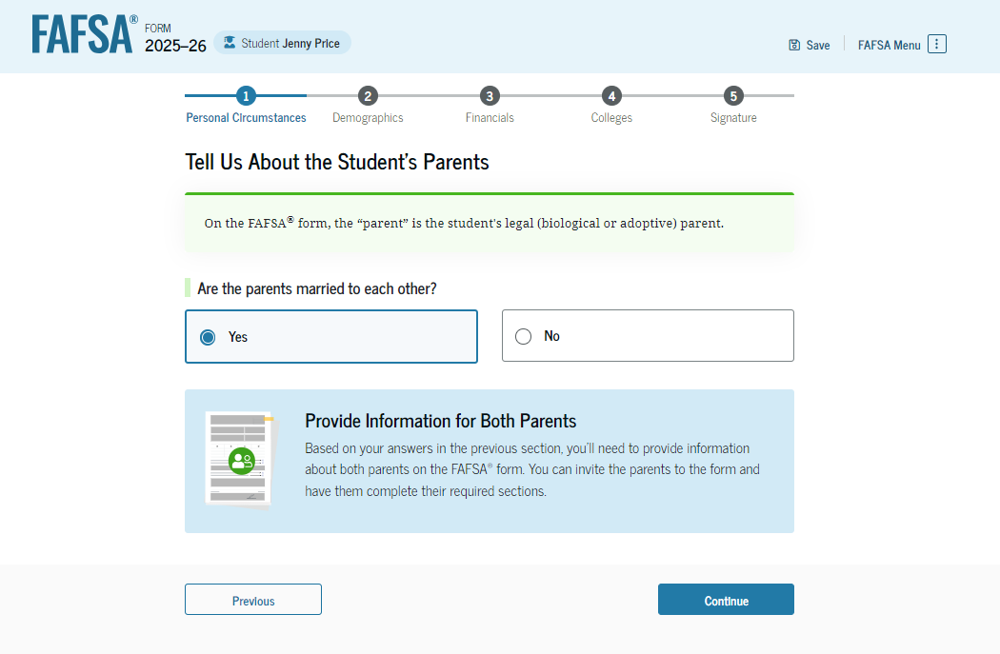 FAFSA®
FORM
2025–26
Student Jenny Price
Save
FAFSA Menu
1
2
3
4
5
Personal Circumstances
Demographics
Financials
Colleges
Signature
Tell Us About the Student's Parents
On the FAFSA® form, the “parent” is the student's legal (biological or adoptive) parent.
Are the parents married to each other?
Yes
No
Provide Information for Both Parents
Based on your answers in the previous section, you'll need to provide information
about both parents on the FAFSA® form. You can invite the parents to the form and
have them complete their required sections.
Previous
Continue